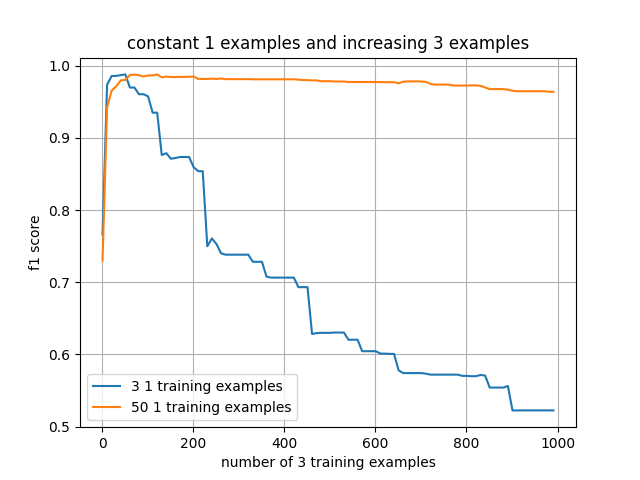 constant 1 examples and increasing 3 examples
1.0
0.9
0.8
0.7
0.6
0.5
f1 score
3 1 training examples
50 1 training examples
0 200 400 600 800 1000
number of 3 training examples